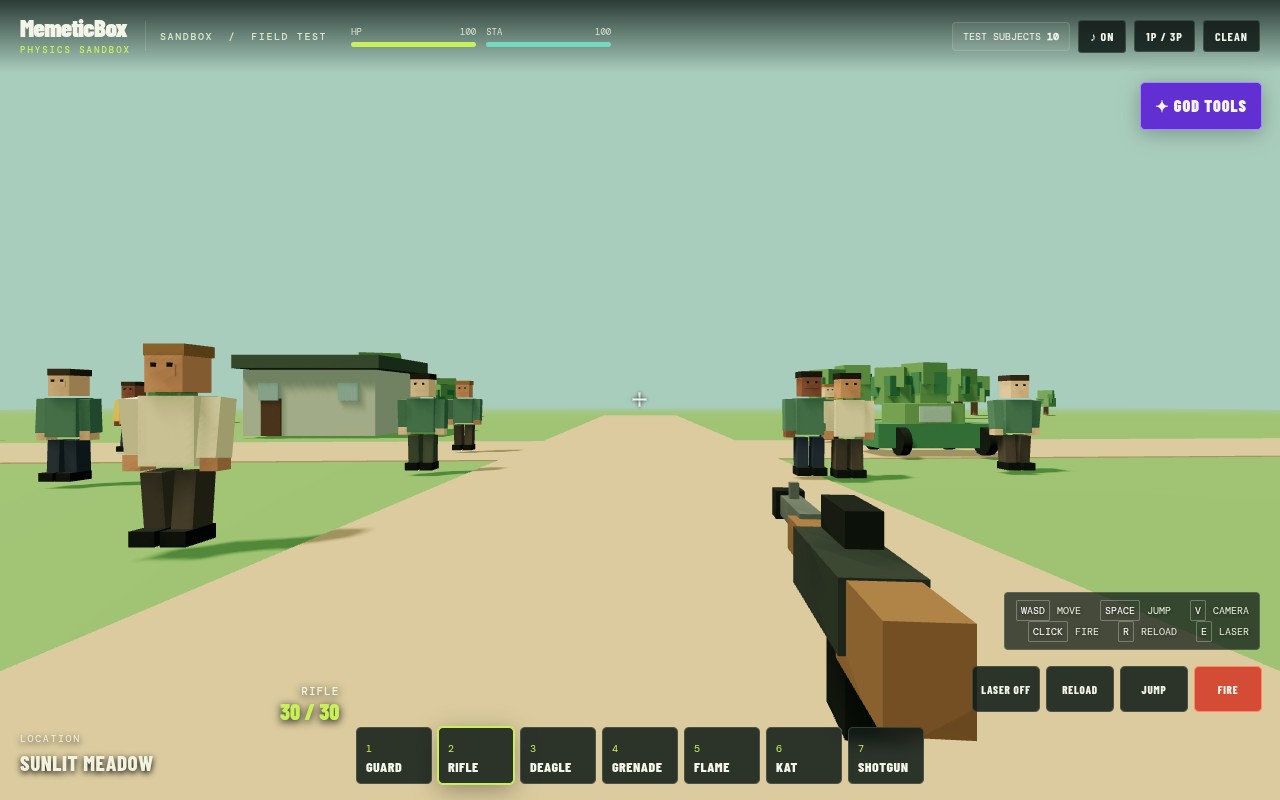 MemeticBox
PHYSICS SANDBOX
SANDBOX / FIELD TEST
HP 100
STA 100
TEST SUBJECTS 10
♪ ON
1P / 3P
CLEAN
✦ GOD TOOLS
WASD MOVE SPACE JUMP V CAMERA
CLICK FIRE R RELOAD E LASER
LASER OFF
RELOAD
JUMP
FIRE
RIFLE
30 / 30
LOCATION
SUNLIT MEADOW
1 GUARD
2 RIFLE
3 DEAGLE
4 GRENADE
5 FLAME
6 KAT
7 SHOTGUN